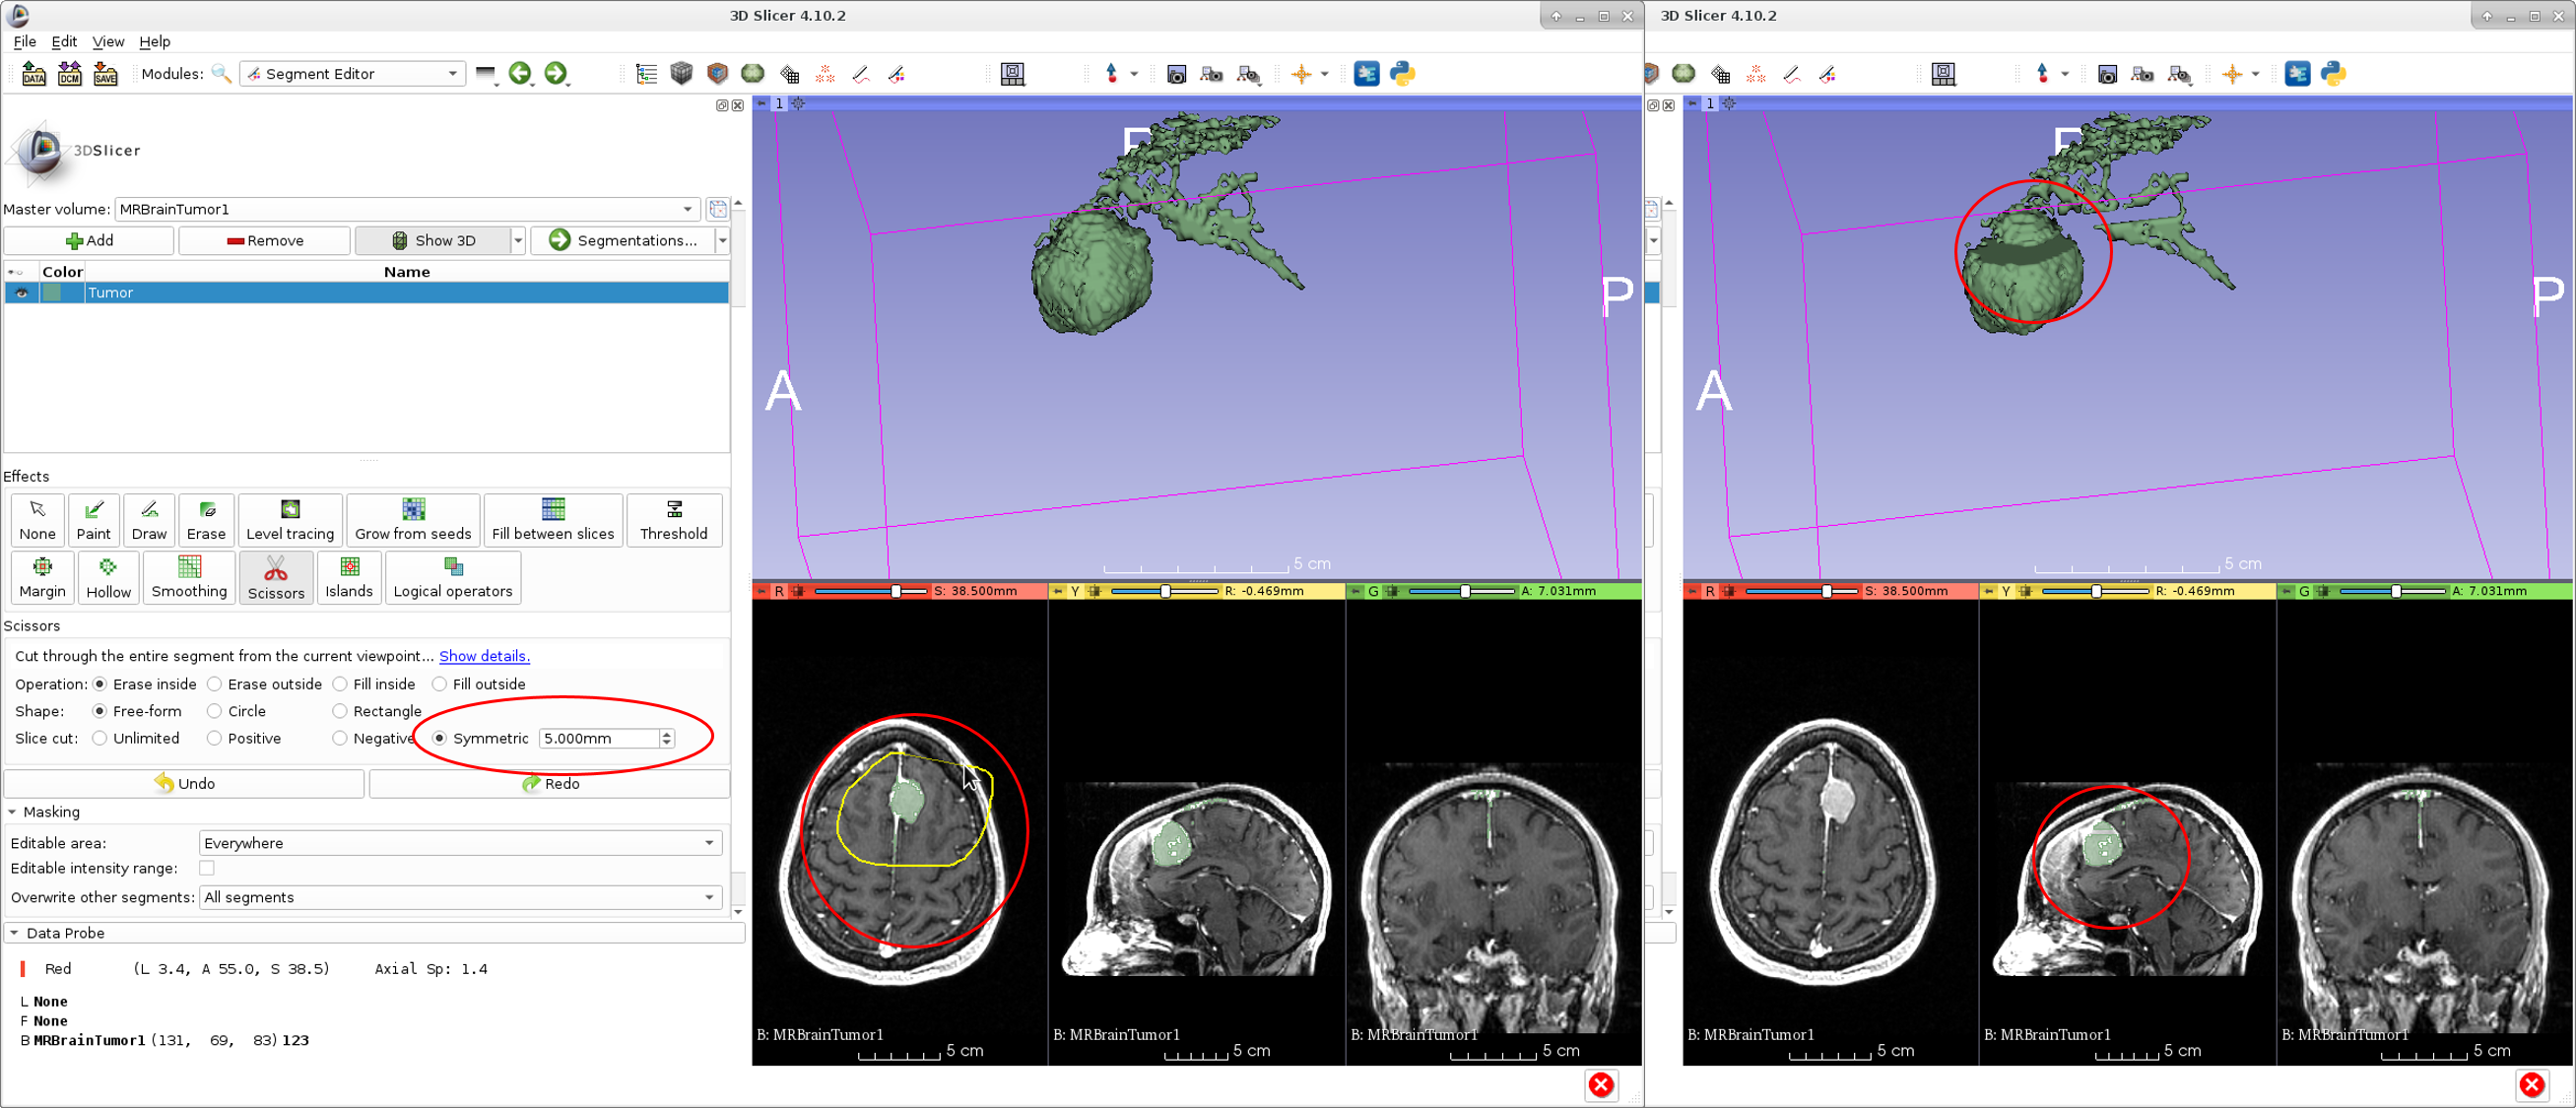 3D Slicer 4.10.2
File Edit View Help
DATA DCM SAVE Modules: Segment Editor
1
3DSlicer
Master volume: MRBrainTumor1
Add Remove Show 3D Segmentations...
Color Name
Tumor
Effects
None Paint Draw Erase Level tracing Grow from seeds Fill between slices Threshold
Margin Hollow Smoothing Scissors Islands Logical operators
Scissors
Cut through the entire segment from the current viewpoint... Show details.
Operation: Erase inside Erase outside Fill inside Fill outside
Shape: Free-form Circle Rectangle
Slice cut: Unlimited Positive Negative Symmetric 5.000mm
Undo Redo
Masking
Editable area: Everywhere
Editable intensity range:
Overwrite other segments: All segments
Data Probe
Red (L 3.4, A 55.0, S 38.5) Axial Sp: 1.4
L None
F None
B MRBrainTumor1 (131, 69, 83) 123
A
P
5 cm
R S: 38.500mm Y R: -0.469mm G A: 7.031mm
B: MRBrainTumor1 B: MRBrainTumor1 B: MRBrainTumor1
5 cm 5 cm 5 cm
3D Slicer 4.10.2
1
A
P
5 cm
R S: 38.500mm Y R: -0.469mm G A: 7.031mm
B: MRBrainTumor1 B: MRBrainTumor1 B: MRBrainTumor1
5 cm 5 cm 5 cm